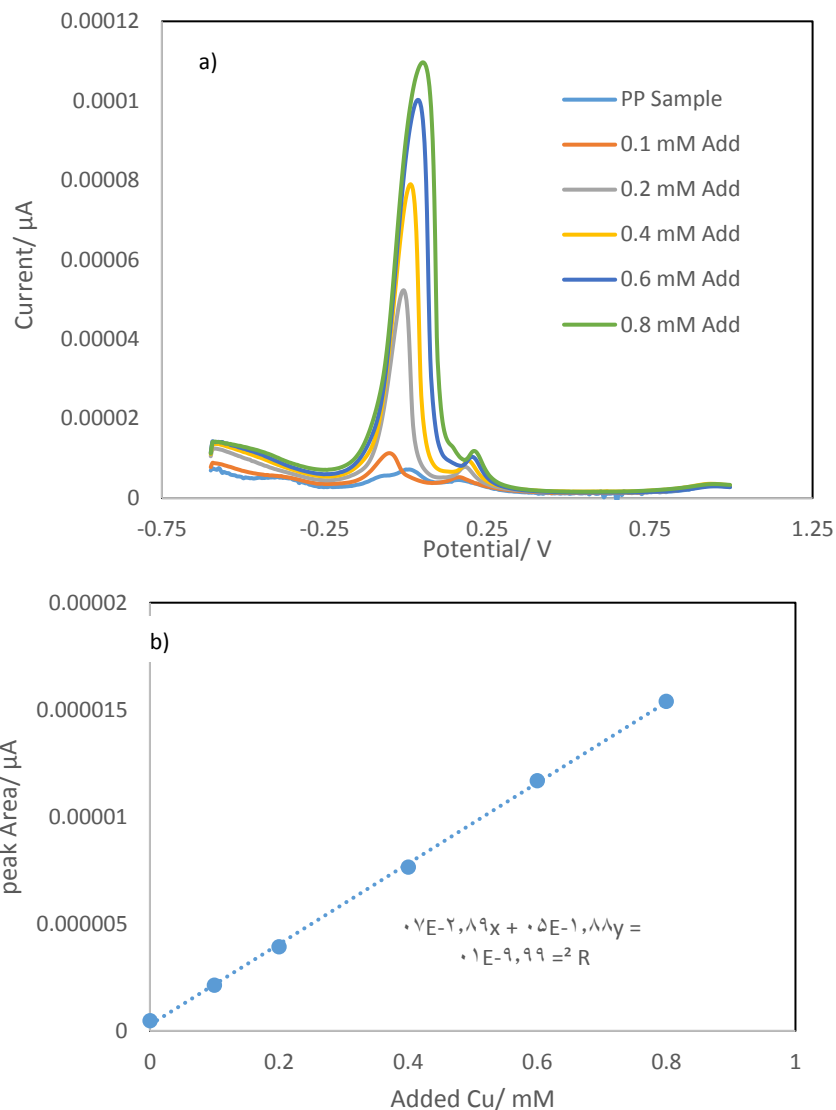 a)
0.00012
0.0001
0.00008
0.00006
0.00004
0.00002
0
Current/ µA
-0.75
-0.25
0.25
0.75
1.25
Potential/ V
PP Sample
0.1 mM Add
0.2 mM Add
0.4 mM Add
0.6 mM Add
0.8 mM Add
b)
0.00002
0.000015
0.00001
0.000005
0
peak Area/ µA
٠٧E-٢,٨٩x + ٠٥E-١,٨٨y =
٠١E-٩,٩٩ =² R
0
0.2
0.4
0.6
0.8
1
Added Cu/ mM